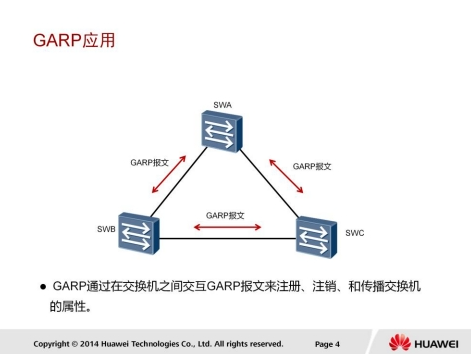 GARP应用
SWA
GARP报文
GARP报文
GARP报文
SWB
SWC
● GARP通过在交换机之间交互GARP报文来注册、注销、和传播交换机
的属性。
Copyright © 2014 Huawei Technologies Co., Ltd. All rights reserved.
Page 4
HUAWEI